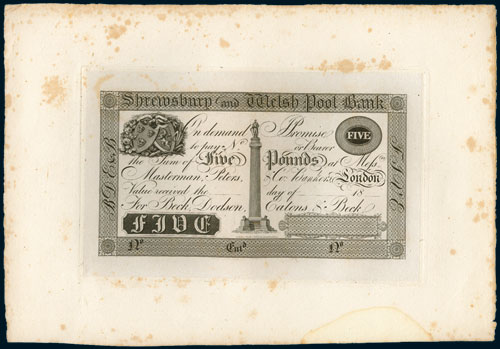 Shrewsbury and Welsh Pool Bank
On demand I Promise
FIVE
to pay Nº or Bearer
the Sum of Five Pounds at Messrs
Masterman, Peters, & Co. Bankers London
Value received the day of 18
For Beck, Dodson, Eatons & Beck
FIVE
Nº Entd Nº
B D E & B